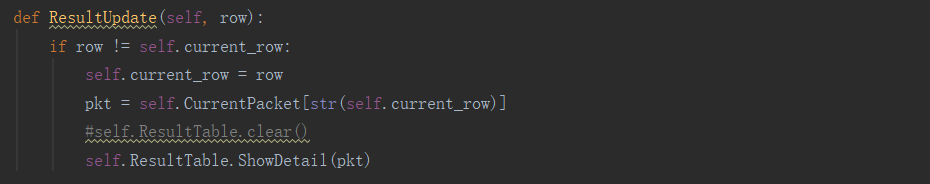 def ResultUpdate(self, row):
    if row != self.current_row:
        self.current_row = row
        pkt = self.CurrentPacket[str(self.current_row)]
        #self.ResultTable.clear()
        self.ResultTable.ShowDetail(pkt)